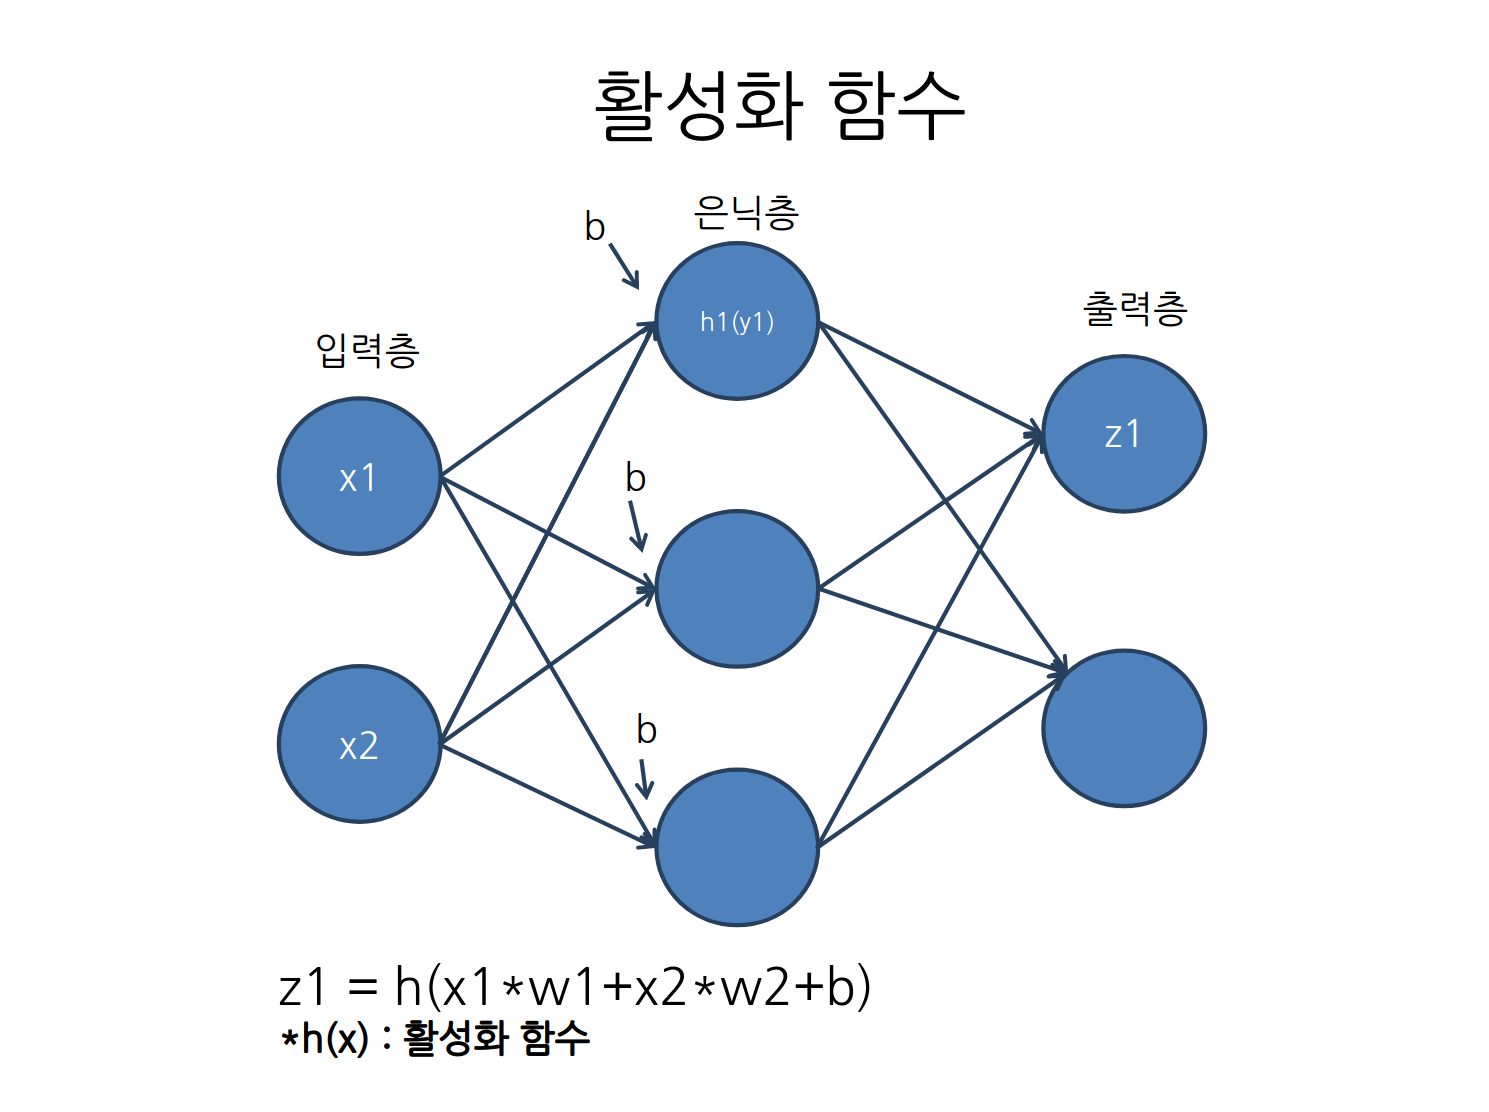 활성화 함수
은닉층
b
h1(y1)
출력층
입력층
z1
x1
b
b
x2
z1 = h(x1*w1+x2*w2+b)
*h(x) : 활성화 함수